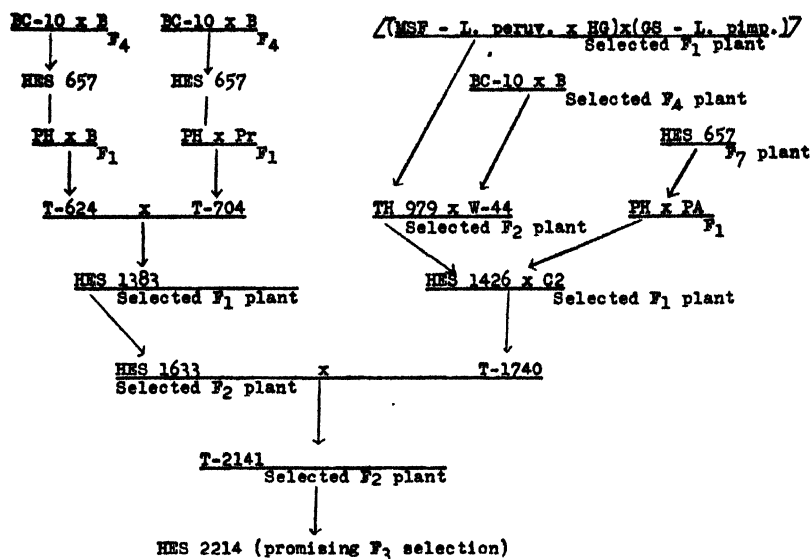 BC-10 x B F4 BC-10 x B F4 [(MSF - L. peruv. x HG)x(GS - L. pimp.)]
Selected F1 plant
HES 657 HES 657 BC-10 x B
Selected F4 plant
PH x B F1 PH x Pr F1 HES 657
F7 plant
T-624 x T-704 TH 979 x W-44 PH x PA
Selected F2 plant F1
HES 1383 HES 1426 x C2
Selected F1 plant Selected F1 plant
HES 1633 x T-1740
Selected F2 plant
T-2141
Selected F2 plant
HES 2214 (promising F3 selection)